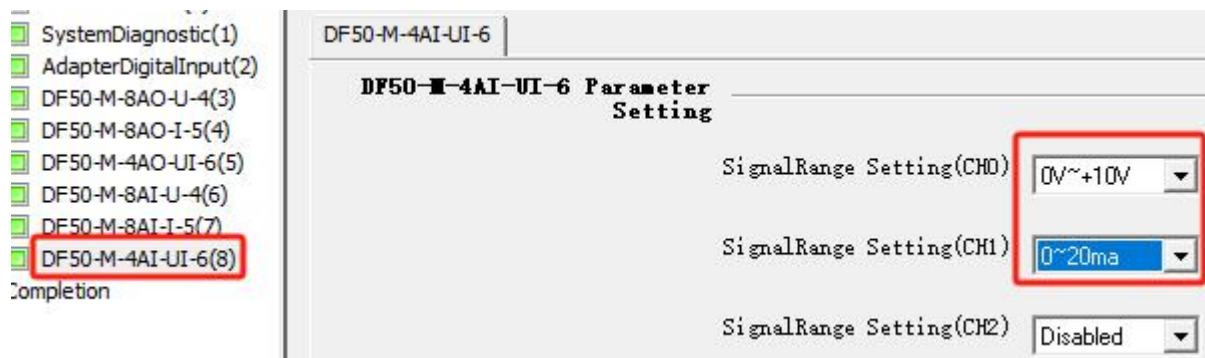 SystemDiagnostic(1)
AdapterDigitalInput(2)
DF50-M-8AO-U-4(3)
DF50-M-8AO-I-5(4)
DF50-M-4AO-UI-6(5)
DF50-M-8AI-U-4(6)
DF50-M-8AI-I-5(7)
DF50-M-4AI-UI-6(8)
Completion
DF50-M-4AI-UI-6
DF50-M-4AI-UI-6 Parameter
Setting
SignalRange Setting(CH0) 0V~+10V
SignalRange Setting(CH1) 0~20ma
SignalRange Setting(CH2) Disabled